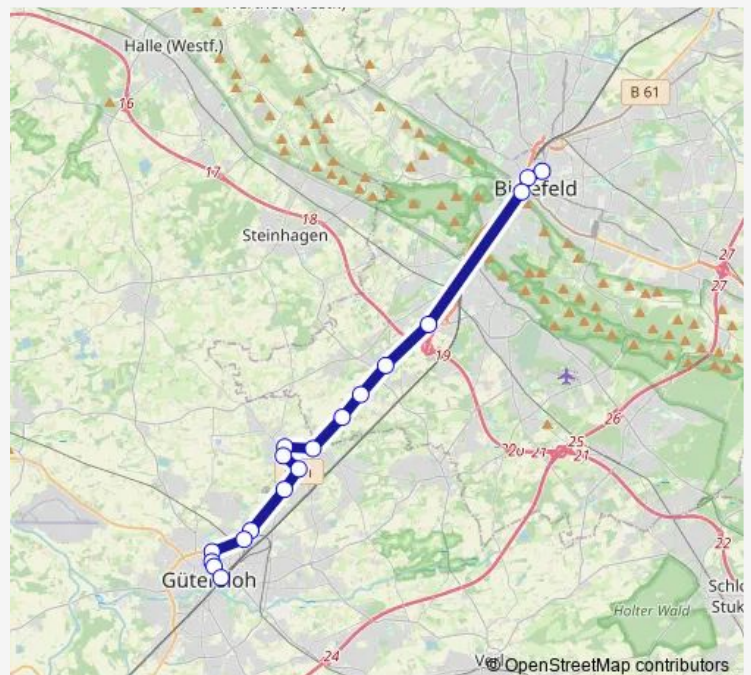 Halle (Westf.)
B 61
16
17
18
Steinhagen
Bielefeld
27
27
19
26
25
21
21
22
Gütersloh
Holter Wald
24
© OpenStreetMap contributors